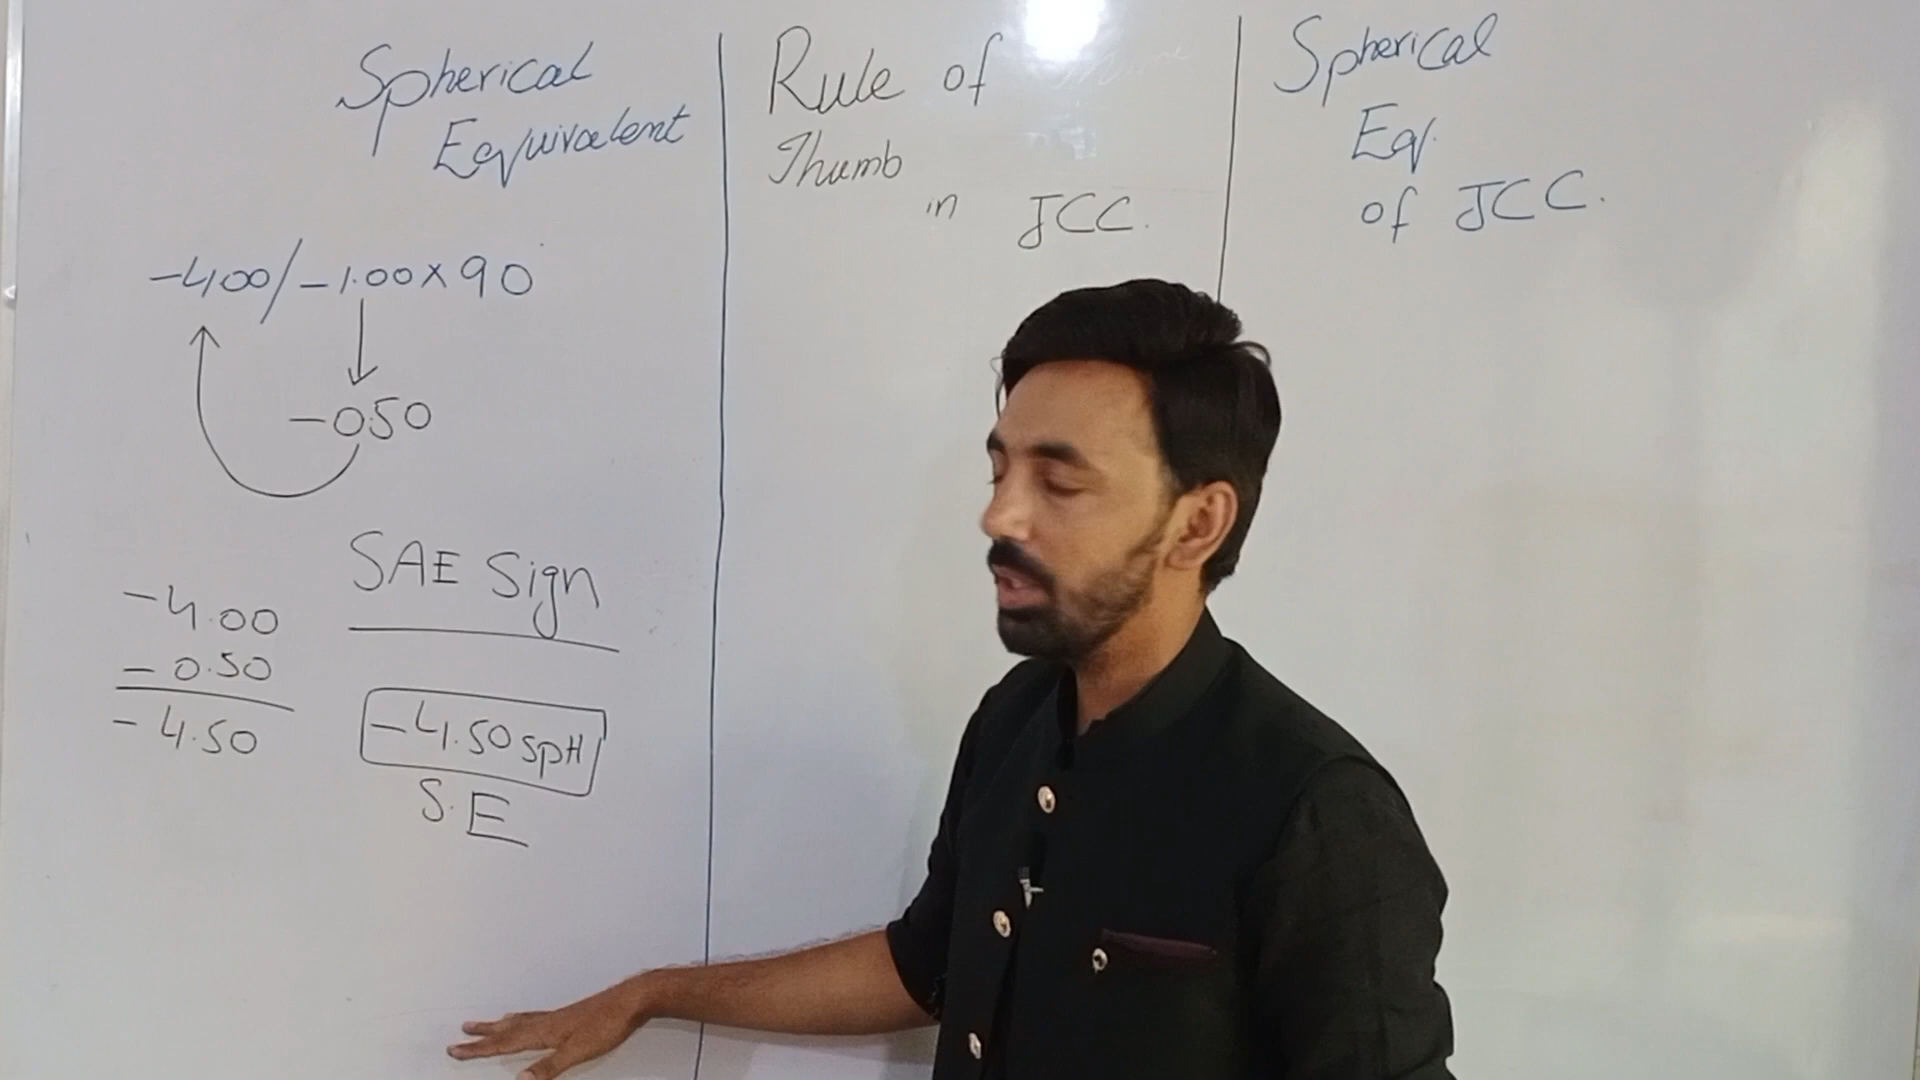 Spherical
Equivalent
-4.00/-1.00×90
-0.50
SAE Sign
-4.00
-0.50
-4.50
-4.50 SpH
S.E
Rule of
Thumb
in JCC.
Spherical
Eq.
of JCC.